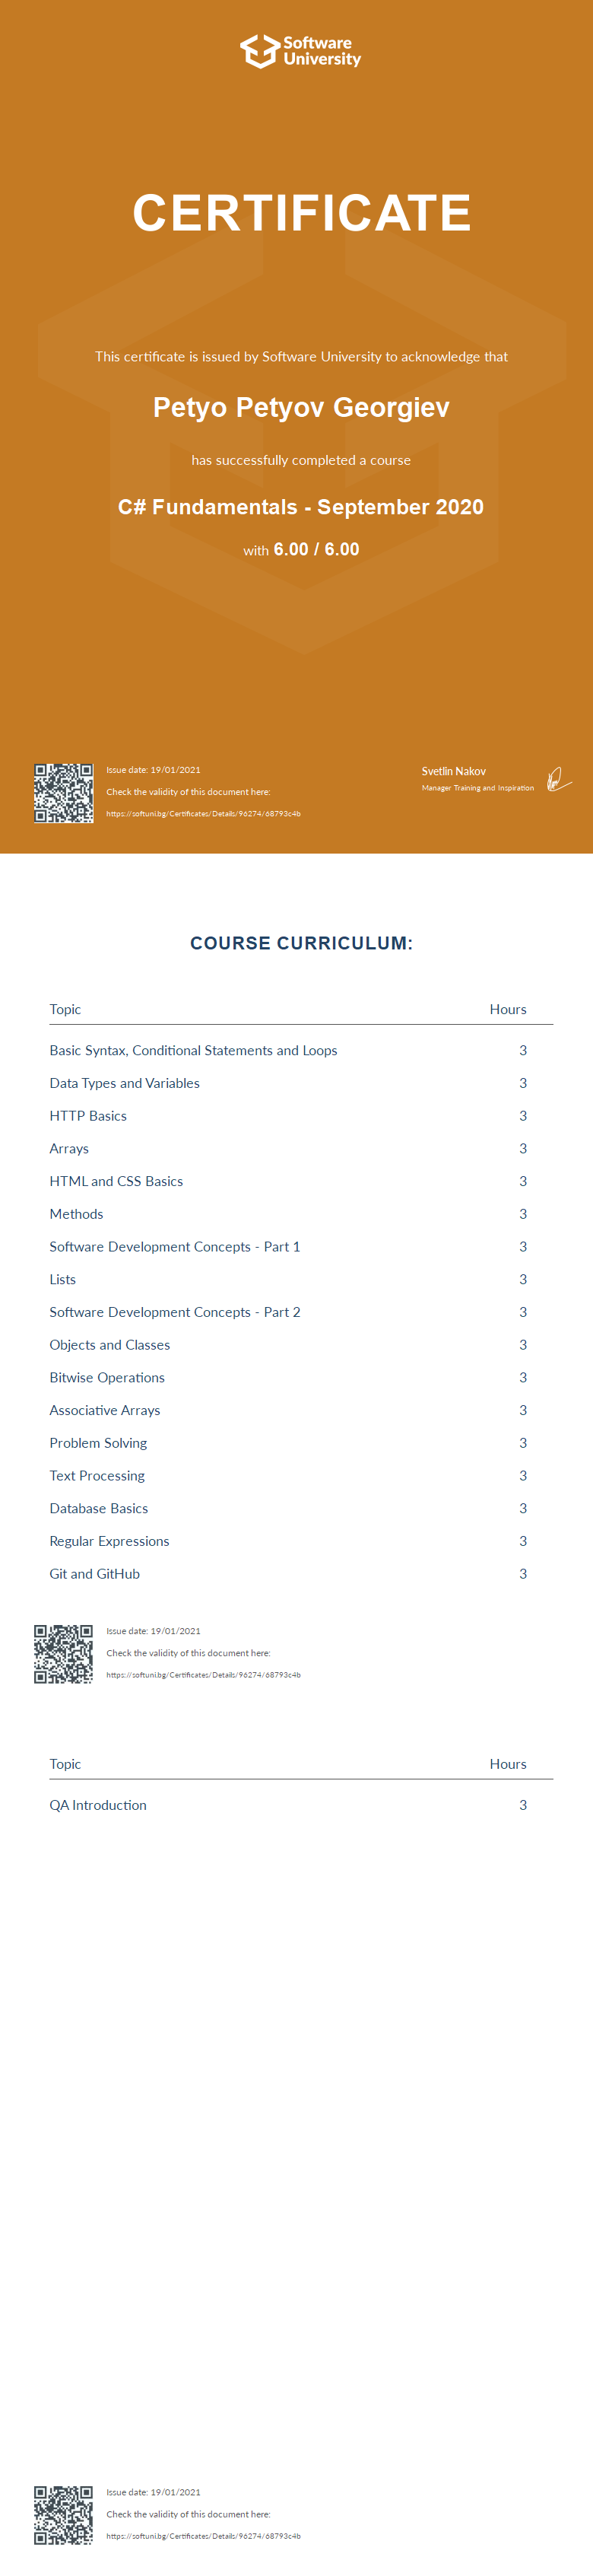 Software
University
CERTIFICATE
This certificate is issued by Software University to acknowledge that
Petyo Petyov Georgiev
has successfully completed a course
C# Fundamentals - September 2020
with 6.00 / 6.00
Issue date: 19/01/2021
Check the validity of this document here:
https://softuni.bg/Certificates/Details/96274/68793c4b
Svetlin Nakov
Manager Training and Inspiration
COURSE CURRICULUM:
Topic Hours
Basic Syntax, Conditional Statements and Loops 3
Data Types and Variables 3
HTTP Basics 3
Arrays 3
HTML and CSS Basics 3
Methods 3
Software Development Concepts - Part 1 3
Lists 3
Software Development Concepts - Part 2 3
Objects and Classes 3
Bitwise Operations 3
Associative Arrays 3
Problem Solving 3
Text Processing 3
Database Basics 3
Regular Expressions 3
Git and GitHub 3
Issue date: 19/01/2021
Check the validity of this document here:
https://softuni.bg/Certificates/Details/96274/68793c4b
Topic Hours
QA Introduction 3
Issue date: 19/01/2021
Check the validity of this document here:
https://softuni.bg/Certificates/Details/96274/68793c4b